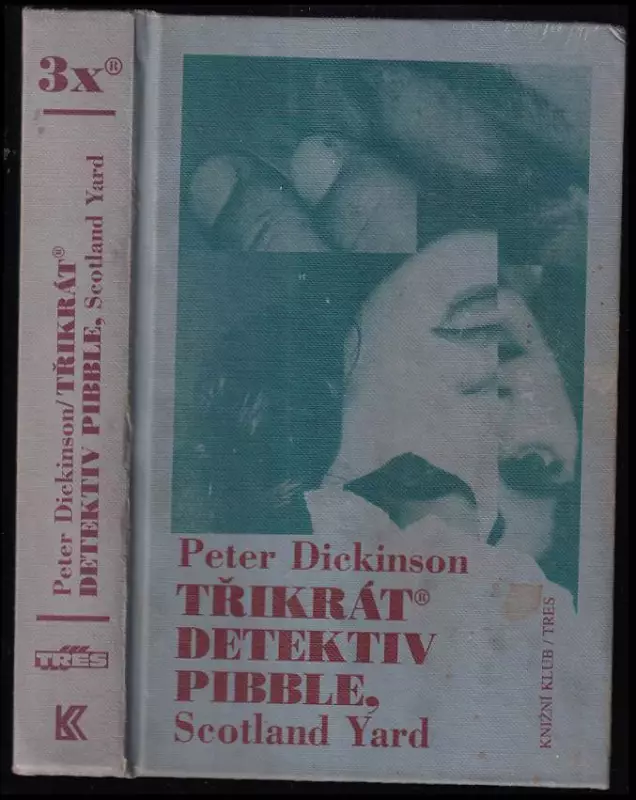 3x®
Peter Dickinson/TŘIKRÁT®
DETEKTIV PIBBLE, Scotland Yard
TRES
K
Peter Dickinson
TŘIKRÁT®
DETEKTIV
PIBBLE,
Scotland Yard
KNIŽNÍ KLUB / TRES